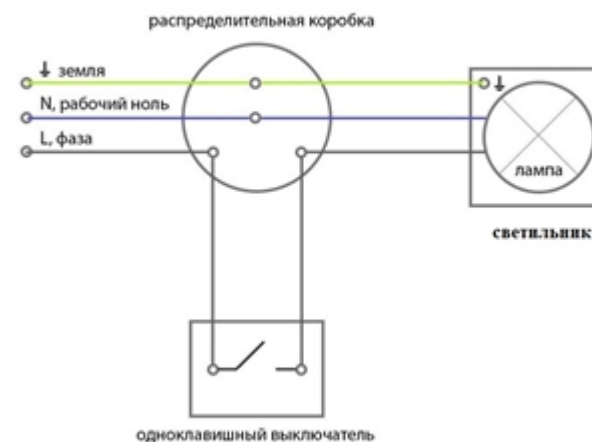 распределительная коробка
земля
N, рабочий ноль
L, фаза
лампа
светильник
одноклавишный выключатель